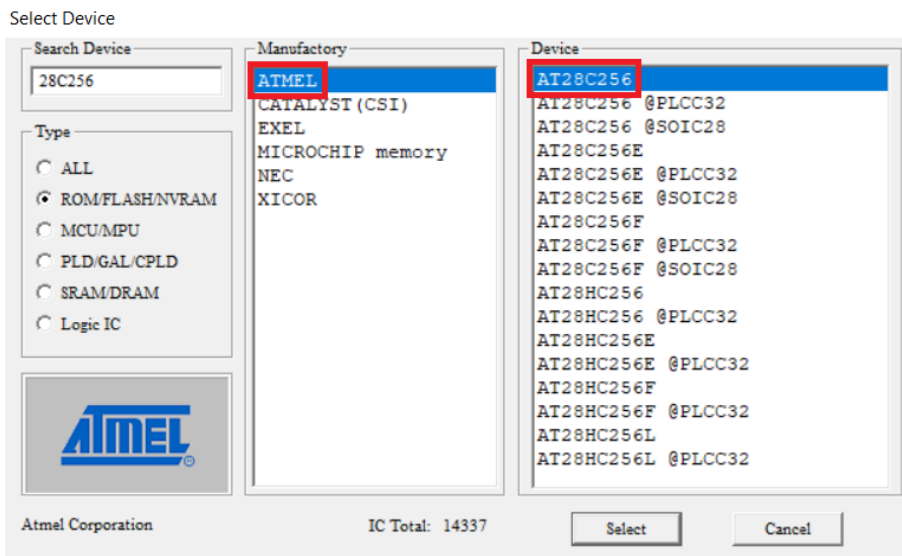 Select Device
Search Device
28C256
Type
ALL
ROM/FLASH/NVRAM
MCU/MPU
PLD/GAL/CPLD
SRAM/DRAM
Logic IC
ATMEL
®
Atmel Corporation
Manufactory
ATMEL
CATALYST(CSI)
EXEL
MICROCHIP memory
NEC
XICOR
Device
AT28C256
AT28C256 @PLCC32
AT28C256 @SOIC28
AT28C256E
AT28C256E @PLCC32
AT28C256E @SOIC28
AT28C256F
AT28C256F @PLCC32
AT28C256F @SOIC28
AT28HC256
AT28HC256 @PLCC32
AT28HC256E
AT28HC256E @PLCC32
AT28HC256F
AT28HC256F @PLCC32
AT28HC256L
AT28HC256L @PLCC32
IC Total: 14337
Select
Cancel